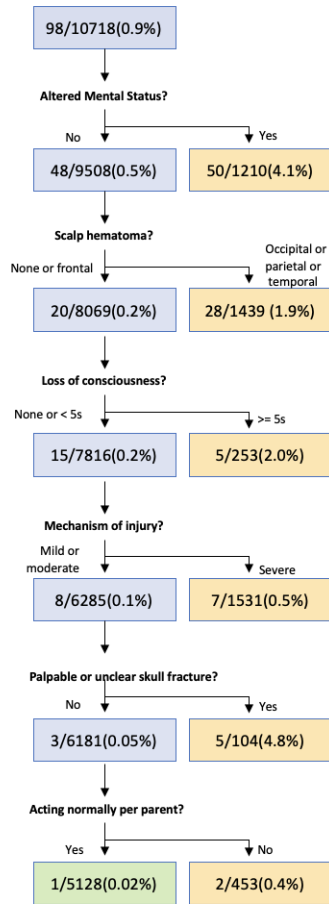 98/10718(0.9%)
Altered Mental Status?
No
Yes
48/9508(0.5%)
50/1210(4.1%)
Scalp hematoma?
None or frontal
Occipital or
parietal or
temporal
20/8069(0.2%)
28/1439 (1.9%)
Loss of consciousness?
None or < 5s
>= 5s
15/7816(0.2%)
5/253(2.0%)
Mechanism of injury?
Mild or
moderate
Severe
8/6285(0.1%)
7/1531(0.5%)
Palpable or unclear skull fracture?
No
Yes
3/6181(0.05%)
5/104(4.8%)
Acting normally per parent?
Yes
No
1/5128(0.02%)
2/453(0.4%)